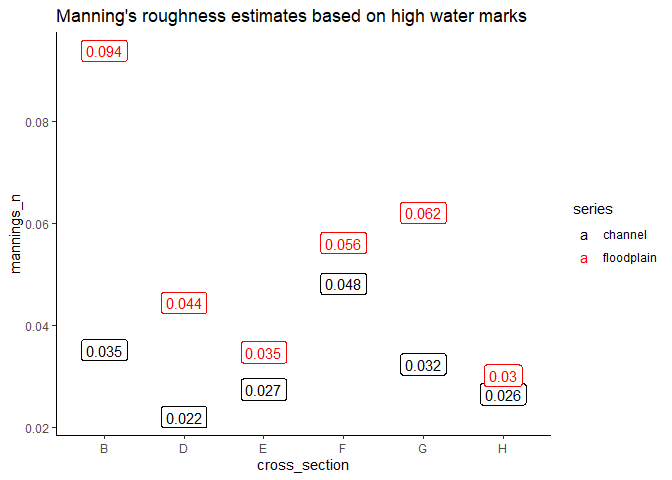 Manning's roughness estimates based on high water marks
0.094
0.08
mannings_n
0.06
0.062
0.056
0.048
0.044
0.04
0.035
0.035
0.032
0.03
0.027
0.026
0.022
0.02
B D E F G H
cross_section
series
a channel
a floodplain